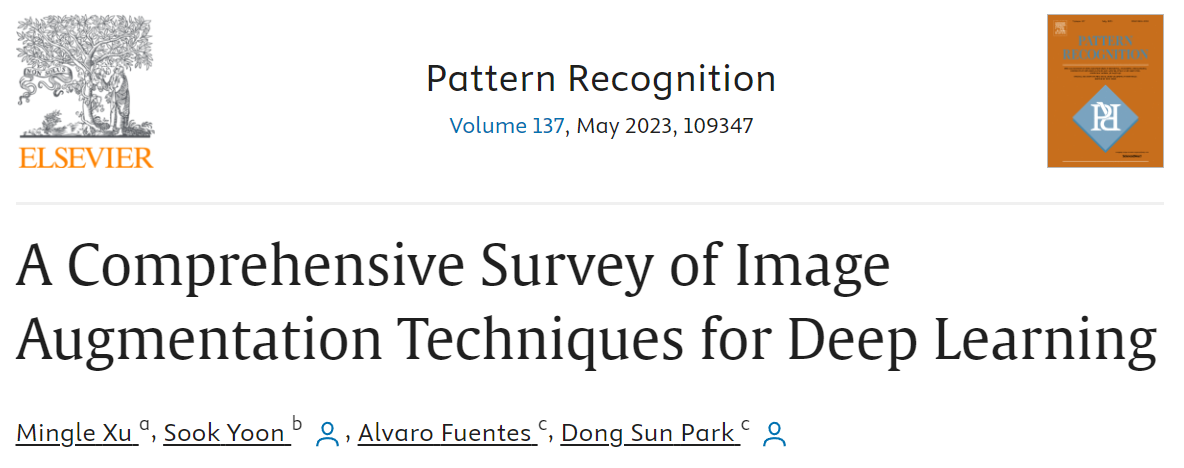 ELSEVIER
Pattern Recognition
Volume 137, May 2023, 109347
PATTERN
RECOGNITION
A Comprehensive Survey of Image
Augmentation Techniques for Deep Learning
Mingle Xu a, Sook Yoon b, Alvaro Fuentes c, Dong Sun Park c